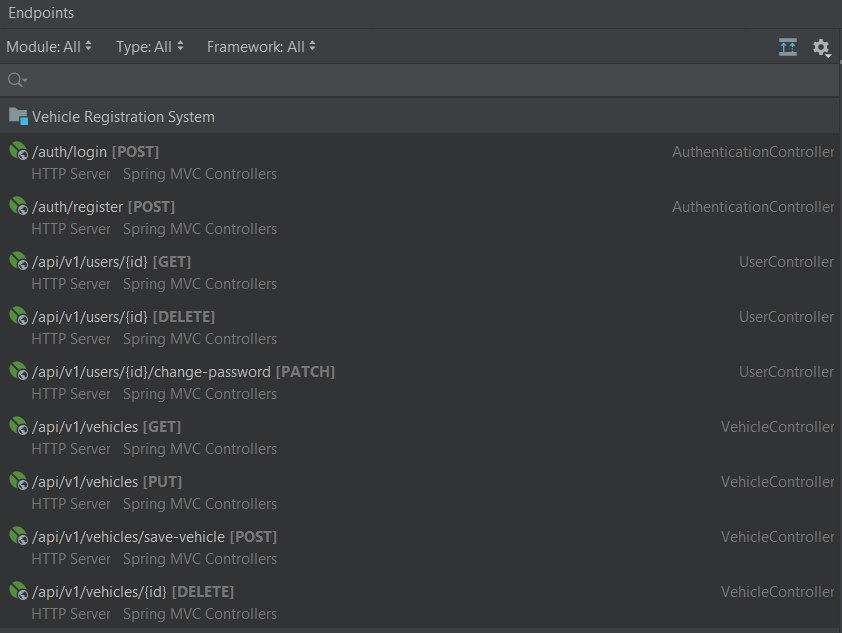 Endpoints
Module: All Type: All Framework: All
Vehicle Registration System
/auth/login [POST] AuthenticationController
HTTP Server Spring MVC Controllers
/auth/register [POST] AuthenticationController
HTTP Server Spring MVC Controllers
/api/v1/users/{id} [GET] UserController
HTTP Server Spring MVC Controllers
/api/v1/users/{id} [DELETE] UserController
HTTP Server Spring MVC Controllers
/api/v1/users/{id}/change-password [PATCH] UserController
HTTP Server Spring MVC Controllers
/api/v1/vehicles [GET] VehicleController
HTTP Server Spring MVC Controllers
/api/v1/vehicles [PUT] VehicleController
HTTP Server Spring MVC Controllers
/api/v1/vehicles/save-vehicle [POST] VehicleController
HTTP Server Spring MVC Controllers
/api/v1/vehicles/{id} [DELETE] VehicleController
HTTP Server Spring MVC Controllers